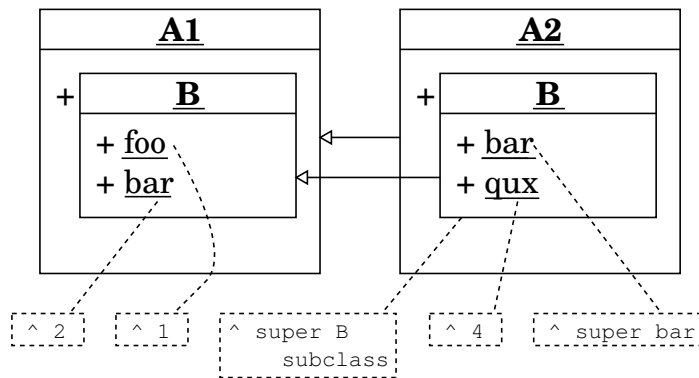 A1
A2
+
B
+
B
+ foo
+ bar
+ bar
+ qux
^ 2
^ 1
^ super B
subclass
^ 4
^ super bar